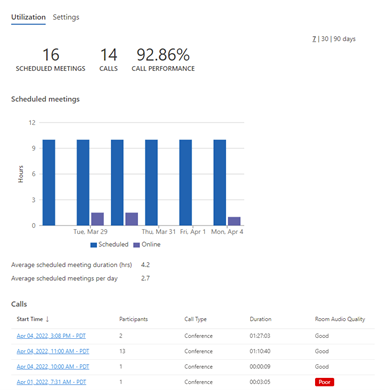 Utilization Settings
7 | 30 | 90 days
16 14 92.86%
SCHEDULED MEETINGS CALLS CALL PERFORMANCE
Scheduled meetings
12
9
6
3
0
Hours
Tue, Mar 29 Thu, Mar 31 Fri, Apr 1 Mon, Apr 4
Scheduled Online
Average scheduled meeting duration (hrs) 4.2
Average scheduled meetings per day 2.7
Calls
Start Time ↓ Participants Call Type Duration Room Audio Quality
Apr 04, 2022, 3:08 PM - PDT 2 Conference 01:27:03 Good
Apr 04, 2022, 11:00 AM - PDT 13 Conference 01:10:40 Good
Apr 04, 2022, 10:00 AM - PDT 1 Conference 00:00:09 Good
Apr 01, 2022, 7:31 AM - PDT 1 Conference 00:03:05 Poor